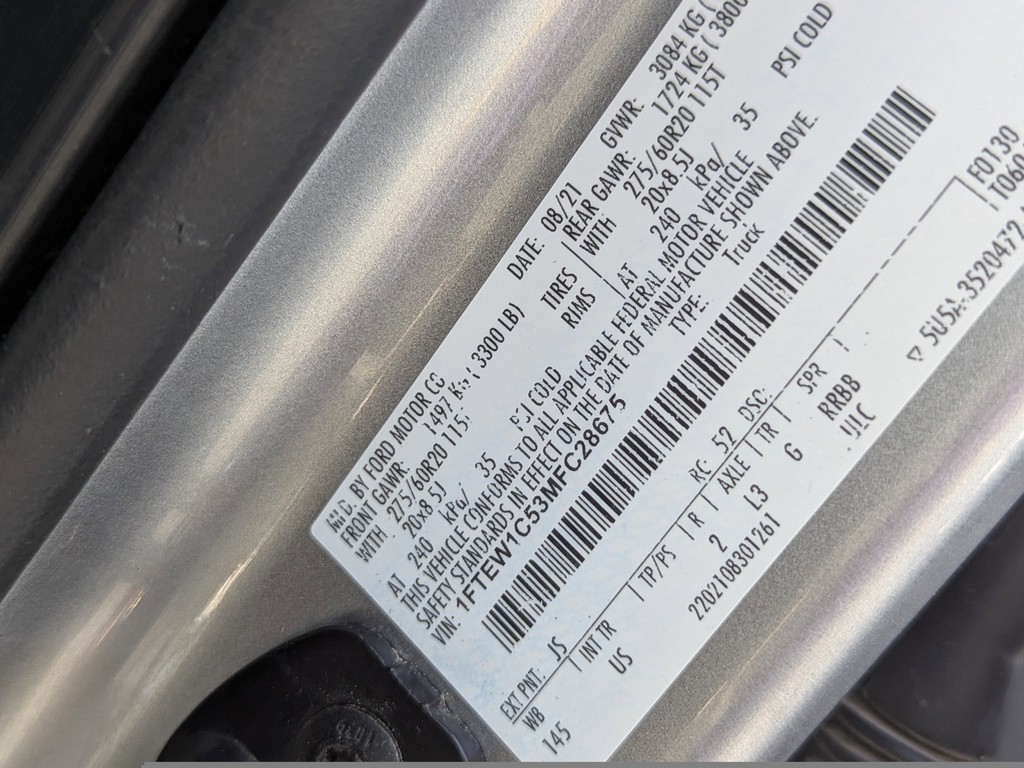 MFD. BY FORD MOTOR CO DATE: 08/21 GVWR: 3084 KG (
FRONT GAWR: 1497 KG ( 3300 LB) REAR GAWR: 1724 KG ( 3800
WITH 275/60R20 115T TIRES WITH 275/60R20 115T
20x8.5J RIMS 20x8.5J
AT 240 kPa/ 35 PSI COLD AT 240 kPa/ 35 PSI COLD
THIS VEHICLE CONFORMS TO ALL APPLICABLE FEDERAL MOTOR VEHICLE
SAFETY STANDARDS IN EFFECT ON THE DATE OF MANUFACTURE SHOWN ABOVE.
VIN: 1FTEW1C53MFC28675 TYPE: Truck
EXT PNT: JS RC: 52 DSC: F0130
WB INT TR TP/PS R AXLE TR SPR
145 US 2 L3 G RRBB
2202108301261 ULC ▽ 5U5A-3520472